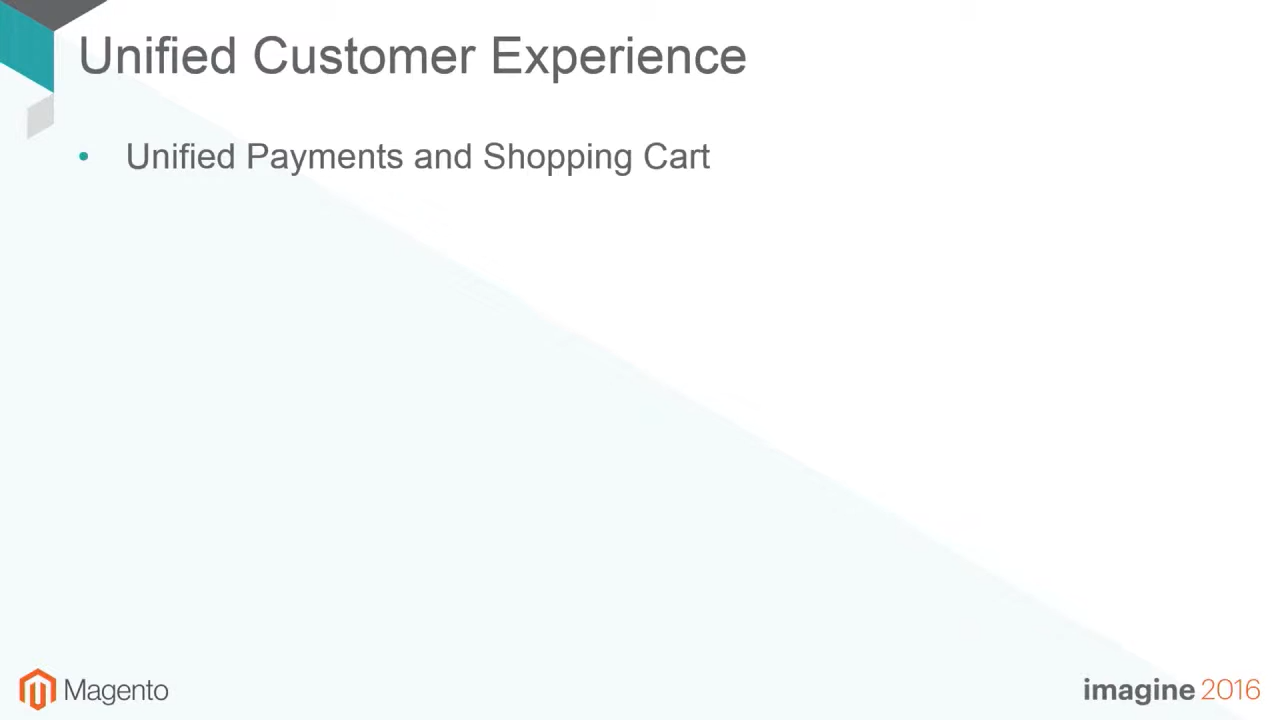 Unified Customer Experience
• Unified Payments and Shopping Cart
Magento
imagine 2016